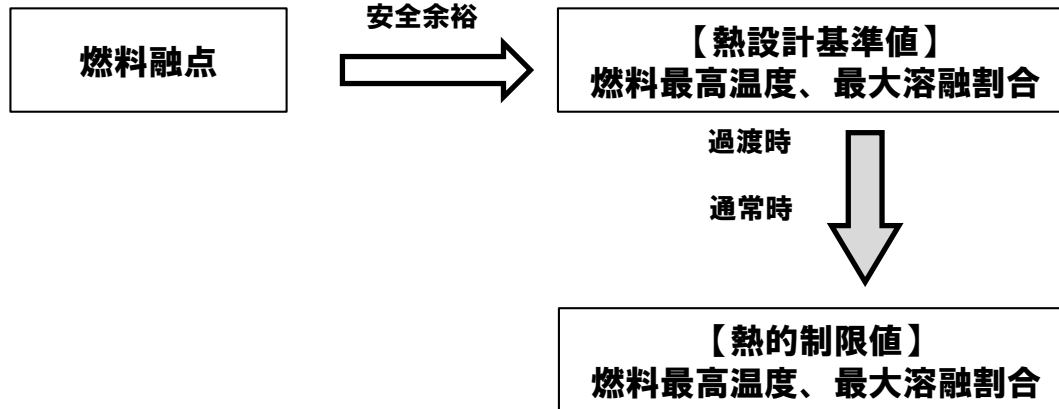 燃料融点
安全余裕
【熱設計基準値】
燃料最高温度、最大溶融割合
過渡時
通常時
【熱的制限値】
燃料最高温度、最大溶融割合